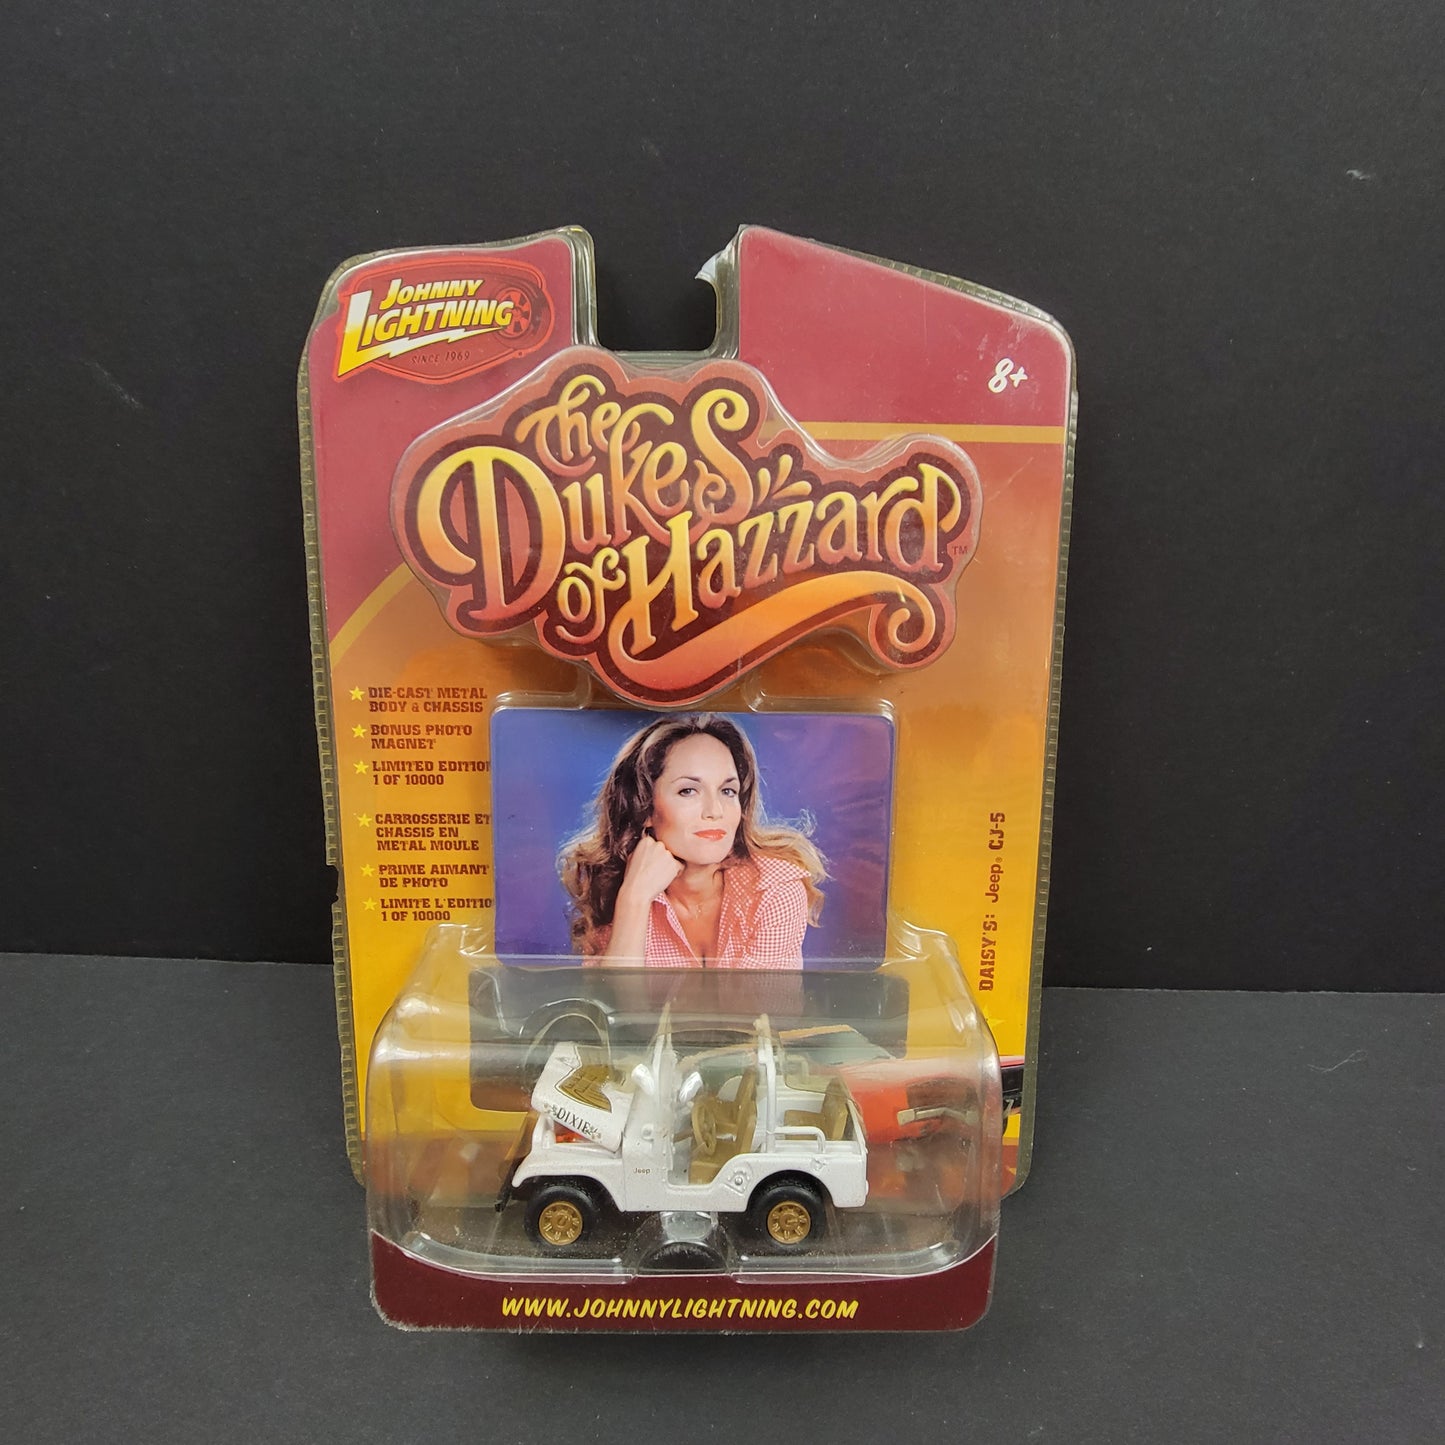 JOHNNY
LIGHTNING
SINCE 1969
8+
The
DukeS
of Hazzard
TM
DIE-CAST METAL
BODY & CHASSIS
BONUS PHOTO
MAGNET
LIMITED EDITION
1 OF 10000
CARROSSERIE ET
CHASSIS EN
METAL MOULE
PRIME AIMANT
DE PHOTO
LIMITE L'EDITIO
1 OF 10000
DAISY'S: Jeep® CJ-5
DIXIE
Jeep
WWW.JOHNNYLIGHTNING.COM